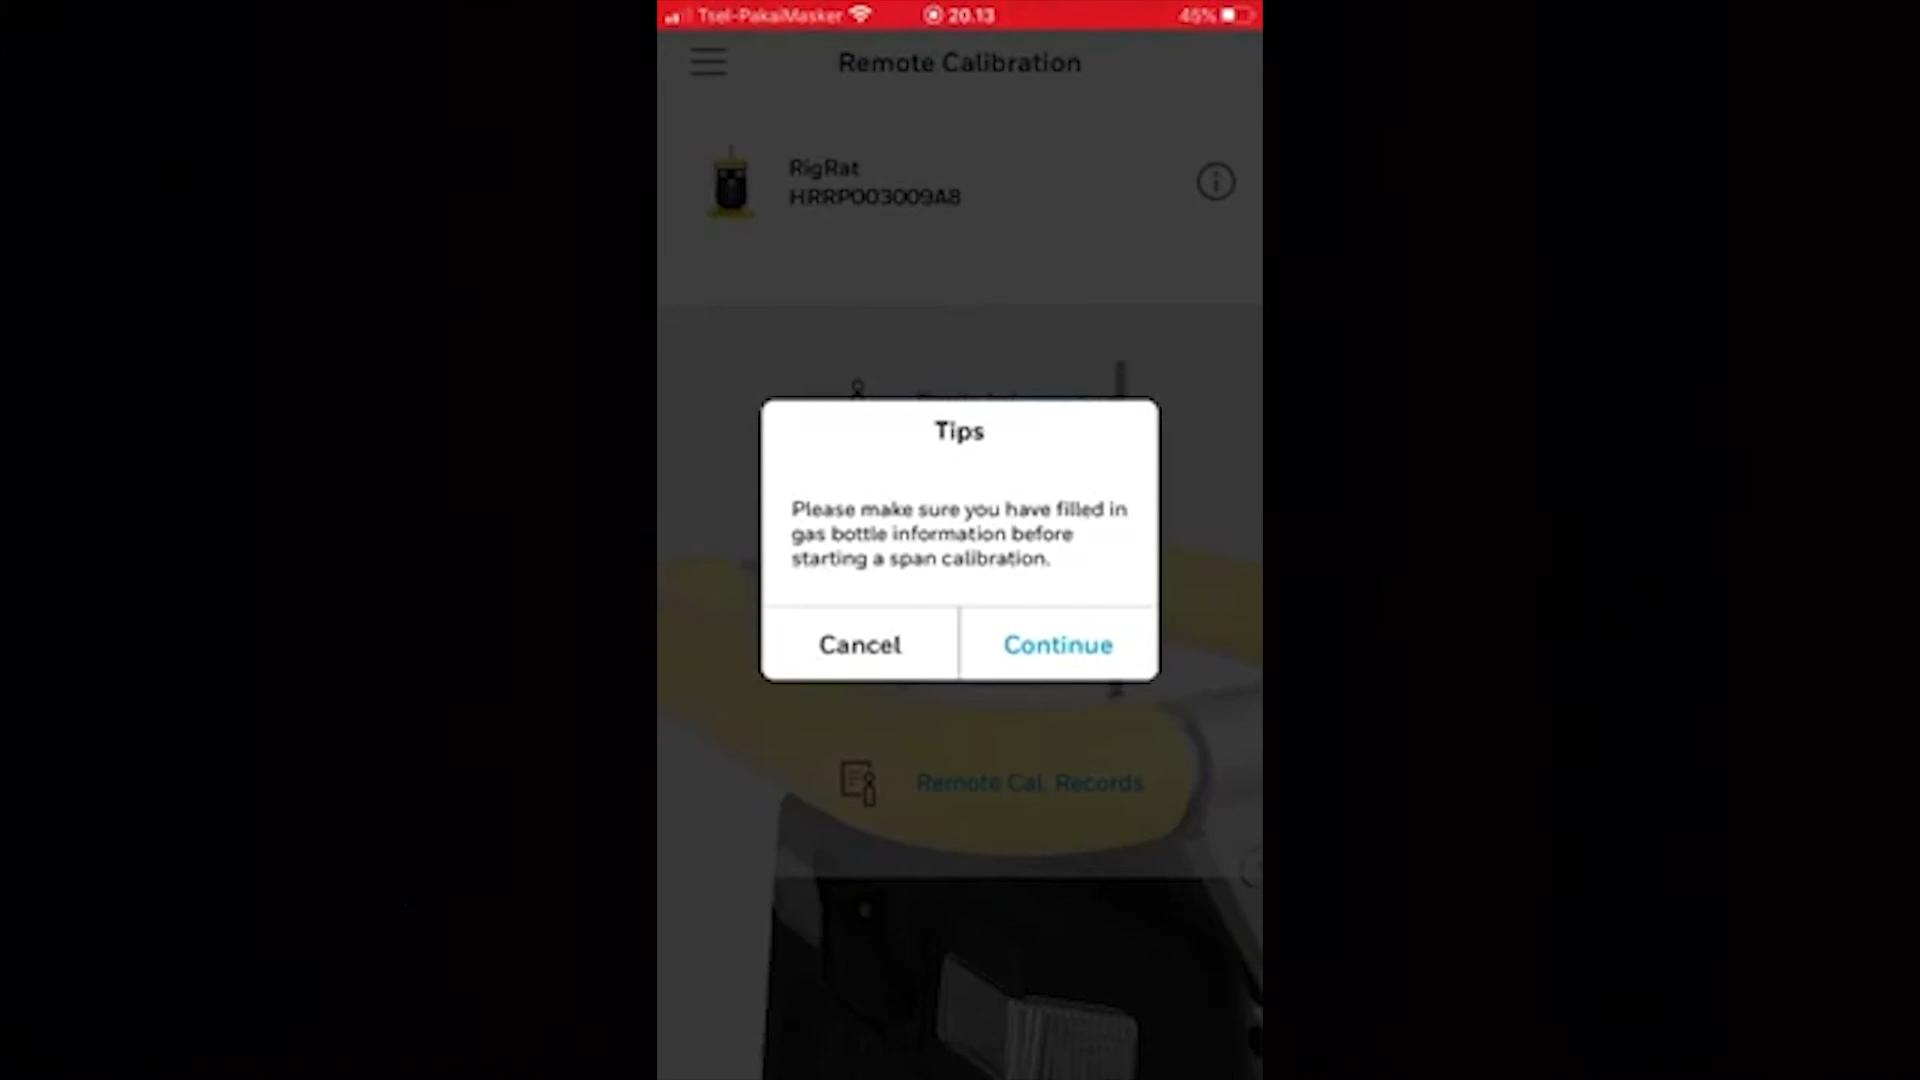 Tsel-PakaiMasker 20.13 45%
Remote Calibration
RigRat
HRRP003009A8
Tips
Please make sure you have filled in
gas bottle information before
starting a span calibration.
Cancel Continue
Remote Cal. Records